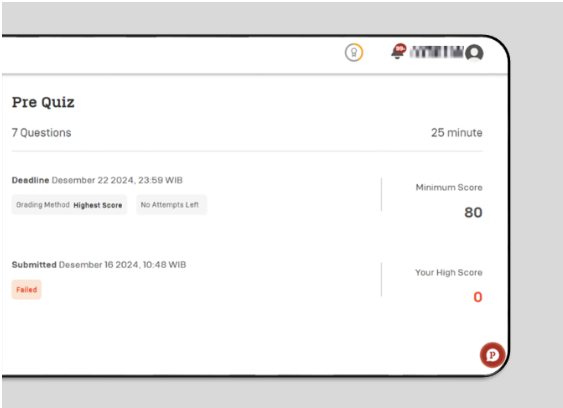 99+
Pre Quiz
7 Questions
25 minute
Deadline Desember 22 2024, 23:59 WIB
Grading Method Highest Score
No Attempts Left
Minimum Score
80
Submitted Desember 16 2024, 10:48 WIB
Failed
Your High Score
0
P